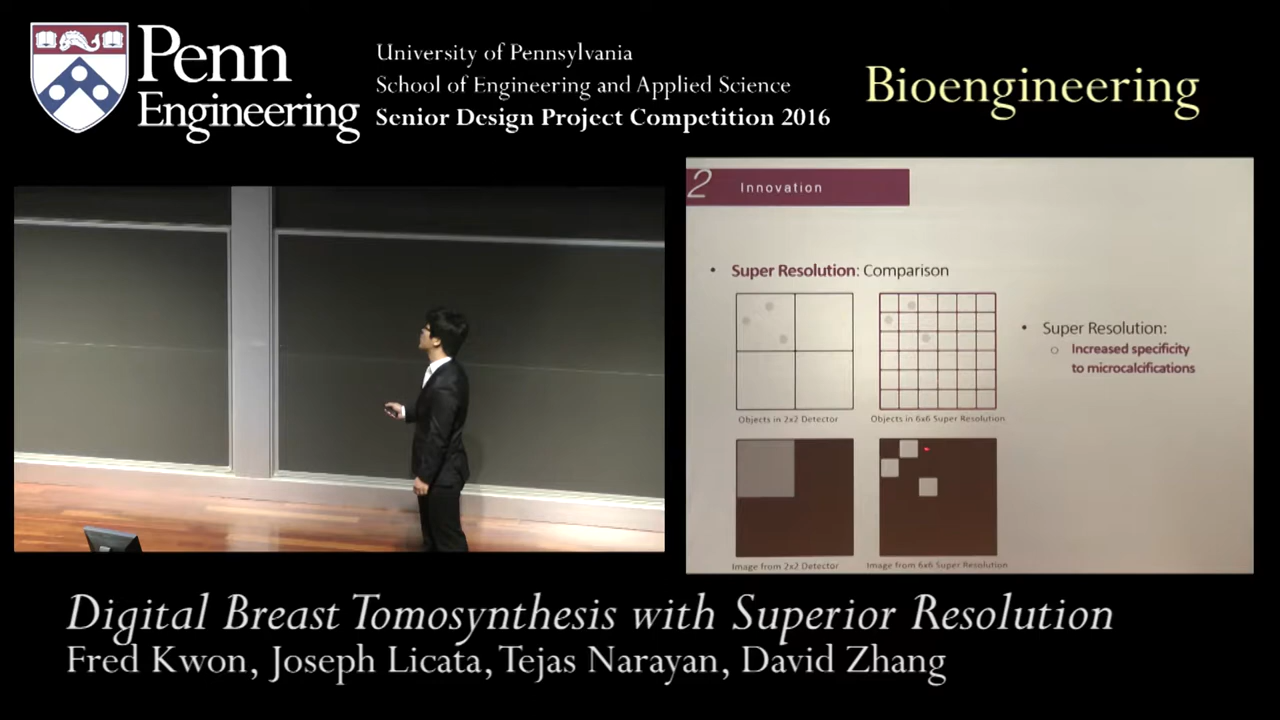 Penn
Engineering
University of Pennsylvania
School of Engineering and Applied Science
Senior Design Project Competition 2016
Bioengineering
2 Innovation
• Super Resolution: Comparison
Objects in 2x2 Detector
Objects in 6x6 Super Resolution
• Super Resolution:
○ Increased specificity
to microcalcifications
Image from 2x2 Detector
Image from 6x6 Super Resolution
Digital Breast Tomosynthesis with Superior Resolution
Fred Kwon, Joseph Licata, Tejas Narayan, David Zhang